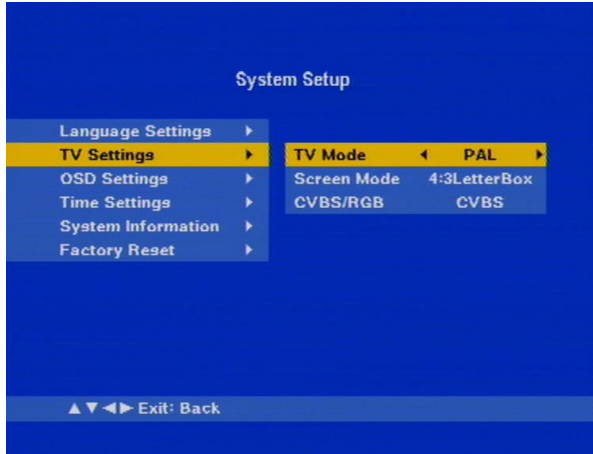 System Setup
Language Settings ▶
TV Settings ▶ TV Mode ◀ PAL ▶
OSD Settings ▶ Screen Mode 4:3LetterBox
Time Settings ▶ CVBS/RGB CVBS
System Information ▶
Factory Reset ▶
▲▼◀▶ Exit: Back